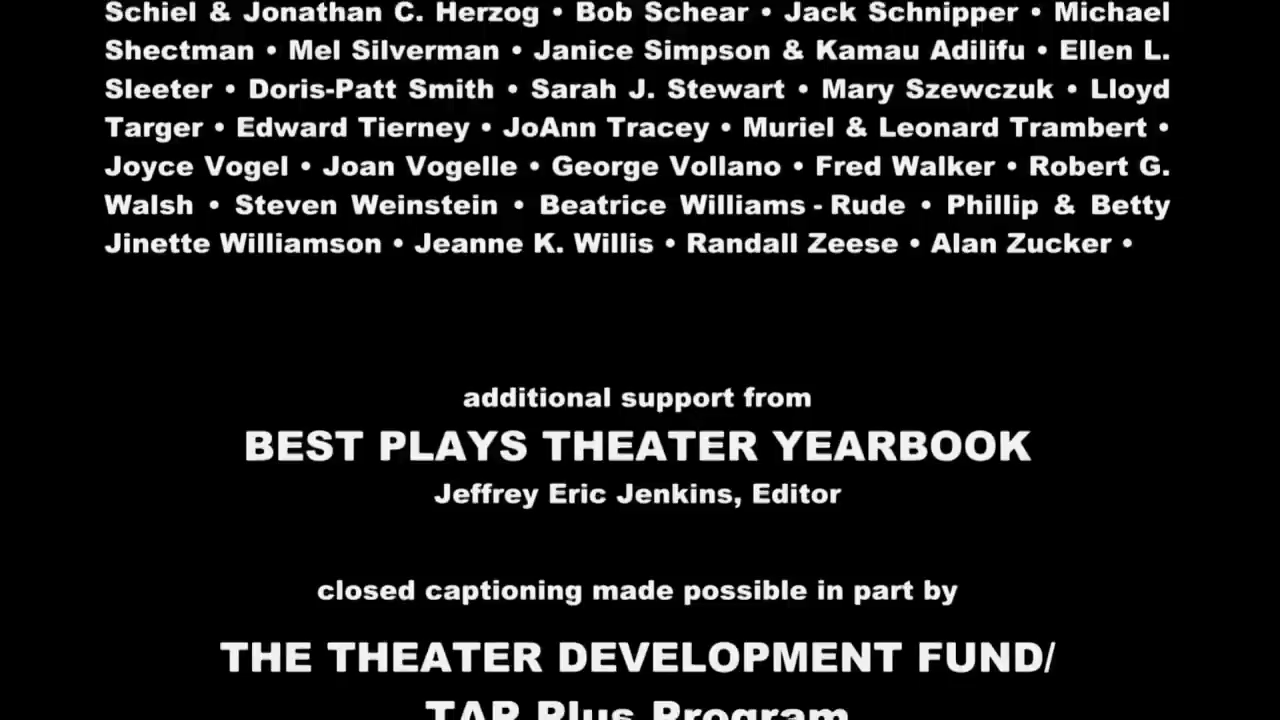 Schiel & Jonathan C. Herzog • Bob Schear • Jack Schnipper • Michael
Shectman • Mel Silverman • Janice Simpson & Kamau Adilifu • Ellen L.
Sleeter • Doris-Patt Smith • Sarah J. Stewart • Mary Szewczuk • Lloyd
Targer • Edward Tierney • JoAnn Tracey • Muriel & Leonard Trambert •
Joyce Vogel • Joan Vogelle • George Vollano • Fred Walker • Robert G.
Walsh • Steven Weinstein • Beatrice Williams - Rude • Phillip & Betty
Jinette Williamson • Jeanne K. Willis • Randall Zeese • Alan Zucker •
additional support from
BEST PLAYS THEATER YEARBOOK
Jeffrey Eric Jenkins, Editor
closed captioning made possible in part by
THE THEATER DEVELOPMENT FUND/
TAP Plus Program